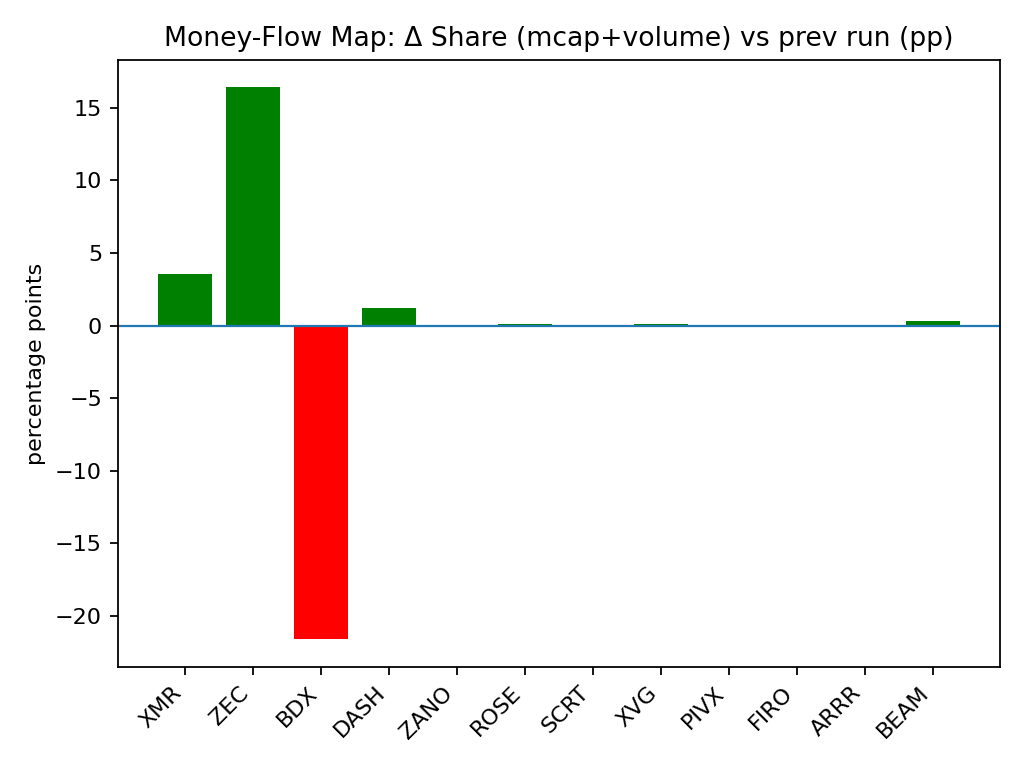 Money-Flow Map: Δ Share (mcap+volume) vs prev run (pp)
percentage points
15
10
5
0
−5
−10
−15
−20
XMR
ZEC
BDX
DASH
ZANO
ROSE
SCRT
XVG
PIVX
FIRO
ARRR
BEAM